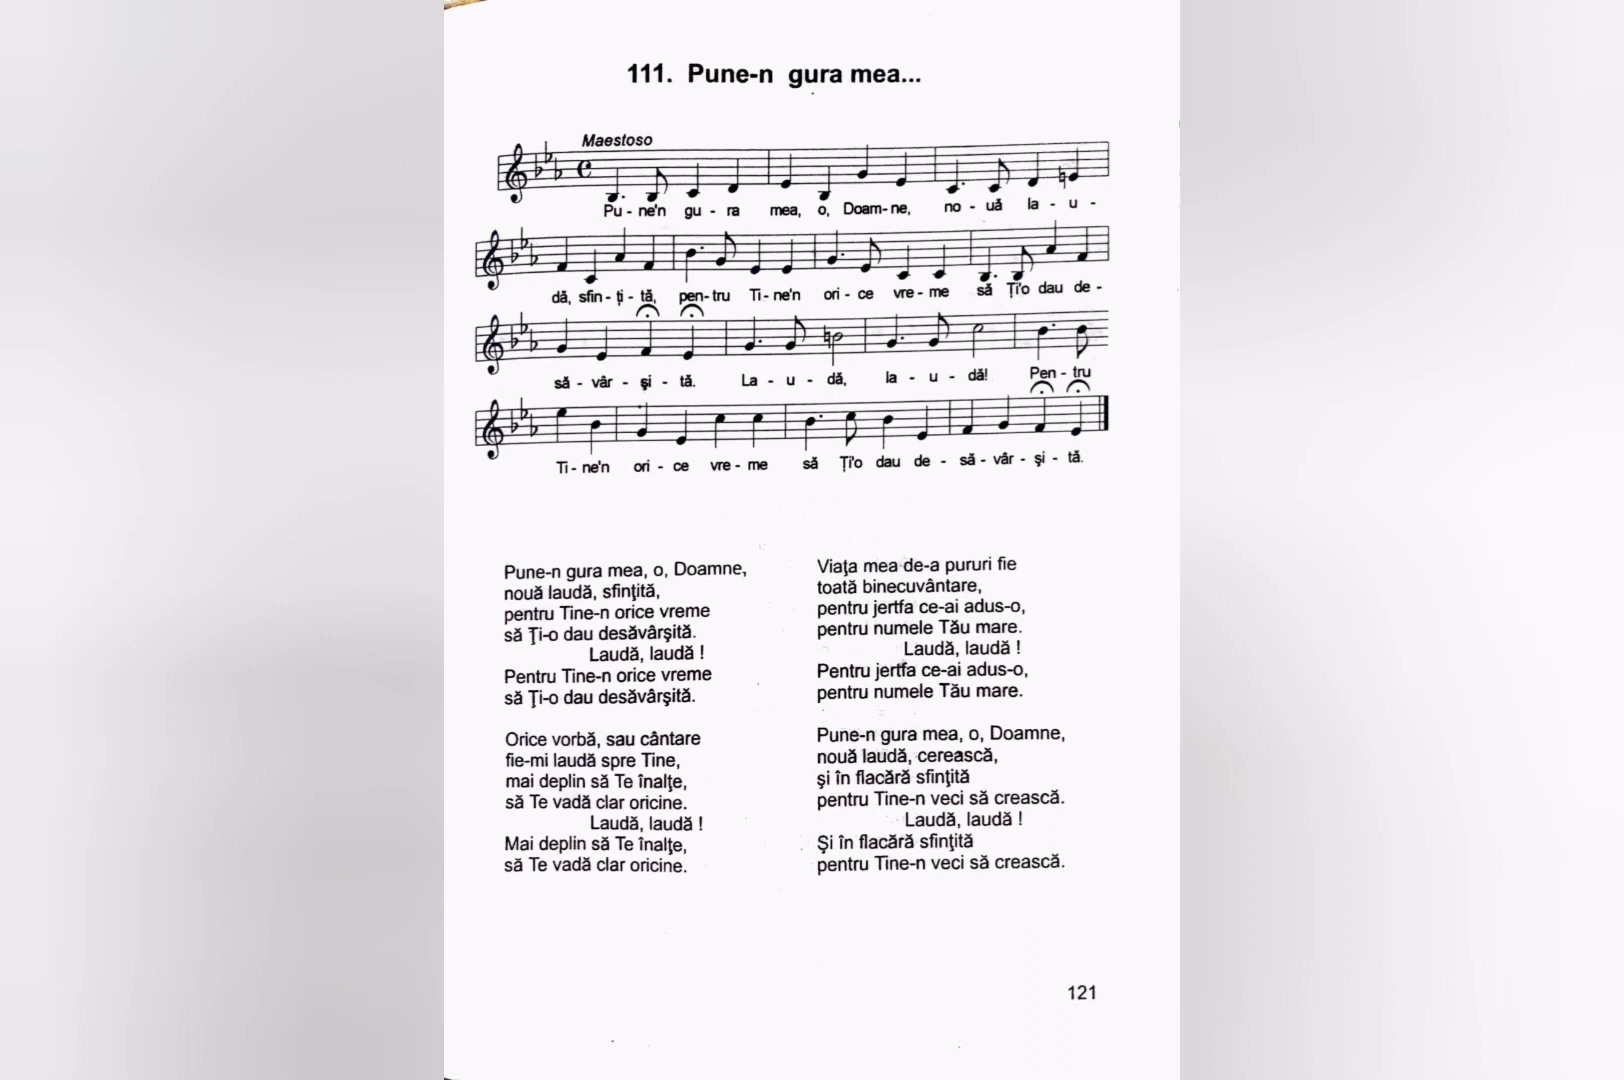 111. Pune-n gura mea...
Maestoso
Pu - ne'n gu - ra mea, o, Doam-ne, no - uă la - u -
dă, sfin - ţi - tă, pen-tru Ti - ne'n ori - ce vre - me să Ţi'o dau de -
să - vâr - şi - tă. La - u - dă, la - u - dă! Pen - tru
Ti - ne'n ori - ce vre - me să Ţi'o dau de - să - vâr - şi - tă.
Pune-n gura mea, o, Doamne,
nouă laudă, sfinţită,
pentru Tine-n orice vreme
să Ţi-o dau desăvârşită.
Laudă, laudă !
Pentru Tine-n orice vreme
să Ţi-o dau desăvârşită.
Orice vorbă, sau cântare
fie-mi laudă spre Tine,
mai deplin să Te înalţe,
să Te vadă clar oricine.
Laudă, laudă !
Mai deplin să Te înalţe,
să Te vadă clar oricine.
Viaţa mea de-a pururi fie
toată binecuvântare,
pentru jertfa ce-ai adus-o,
pentru numele Tău mare.
Laudă, laudă !
Pentru jertfa ce-ai adus-o,
pentru numele Tău mare.
Pune-n gura mea, o, Doamne,
nouă laudă, cerească,
şi în flacără sfinţită
pentru Tine-n veci să crească.
Laudă, laudă !
Şi în flacără sfinţită
pentru Tine-n veci să crească.
121